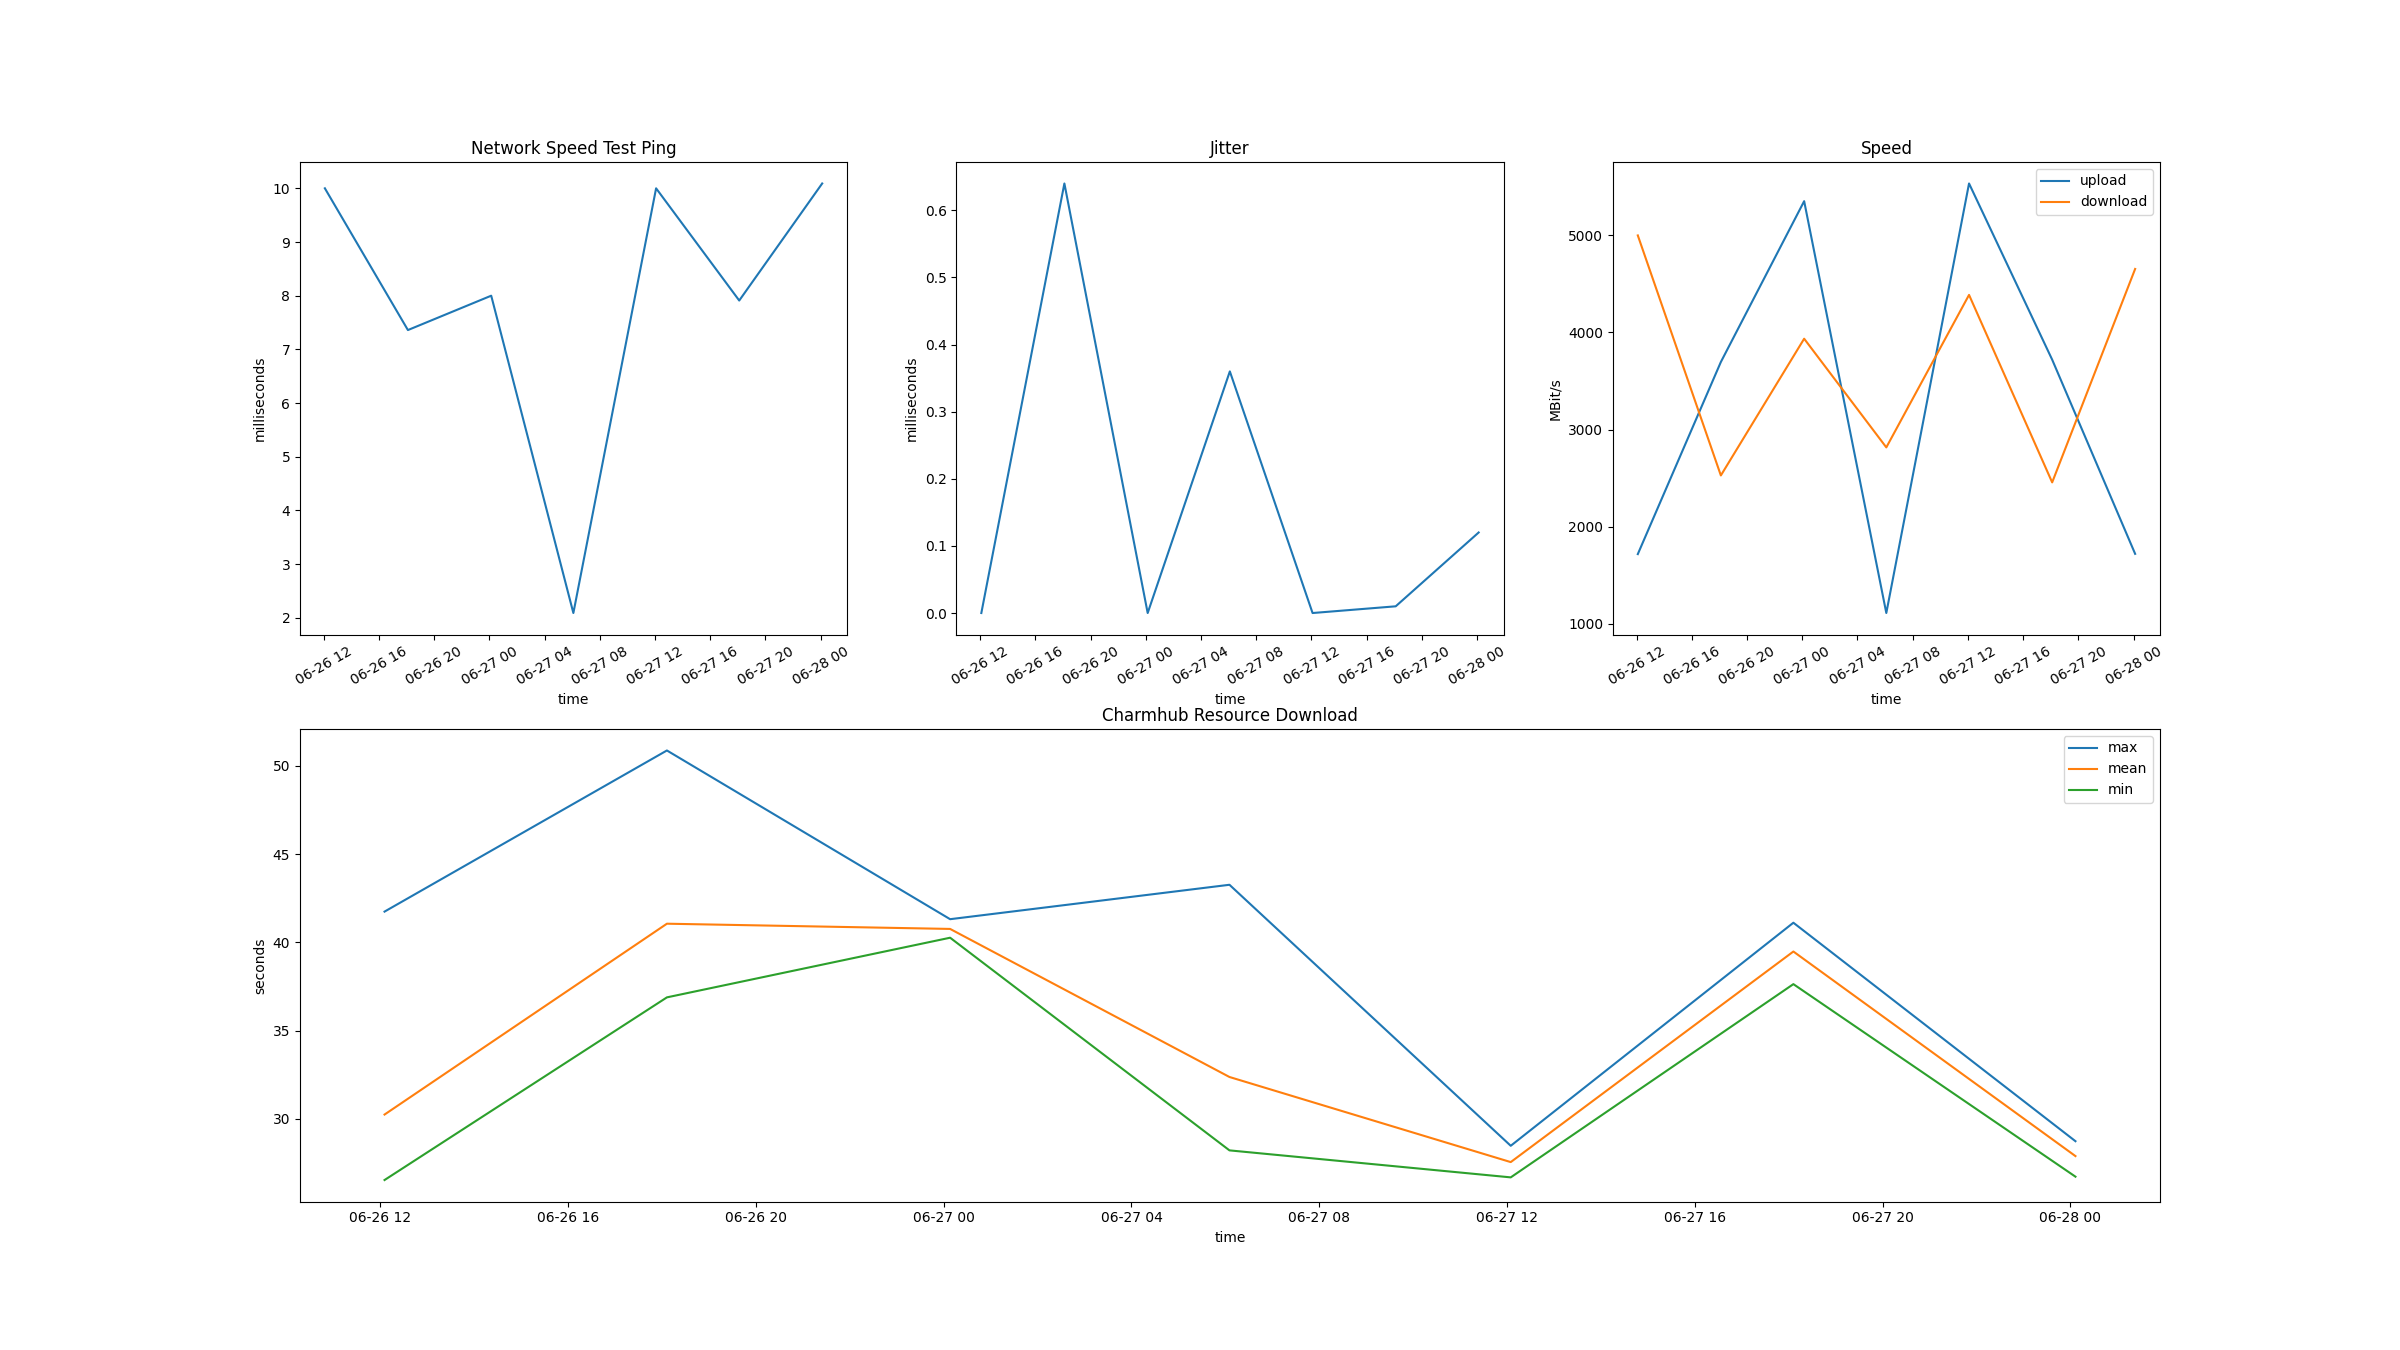 Network Speed Test Ping
milliseconds
10
9
8
7
6
5
4
3
2
06-26 12 06-26 16 06-26 20 06-27 00 06-27 04 06-27 08 06-27 12 06-27 16 06-27 20 06-28 00
time
Jitter
milliseconds
0.6
0.5
0.4
0.3
0.2
0.1
0.0
06-26 12 06-26 16 06-26 20 06-27 00 06-27 04 06-27 08 06-27 12 06-27 16 06-27 20 06-28 00
time
Speed
upload
download
MBit/s
5000
4000
3000
2000
1000
06-26 12 06-26 16 06-26 20 06-27 00 06-27 04 06-27 08 06-27 12 06-27 16 06-27 20 06-28 00
time
Charmhub Resource Download
max
mean
min
seconds
50
45
40
35
30
06-26 12 06-26 16 06-26 20 06-27 00 06-27 04 06-27 08 06-27 12 06-27 16 06-27 20 06-28 00
time